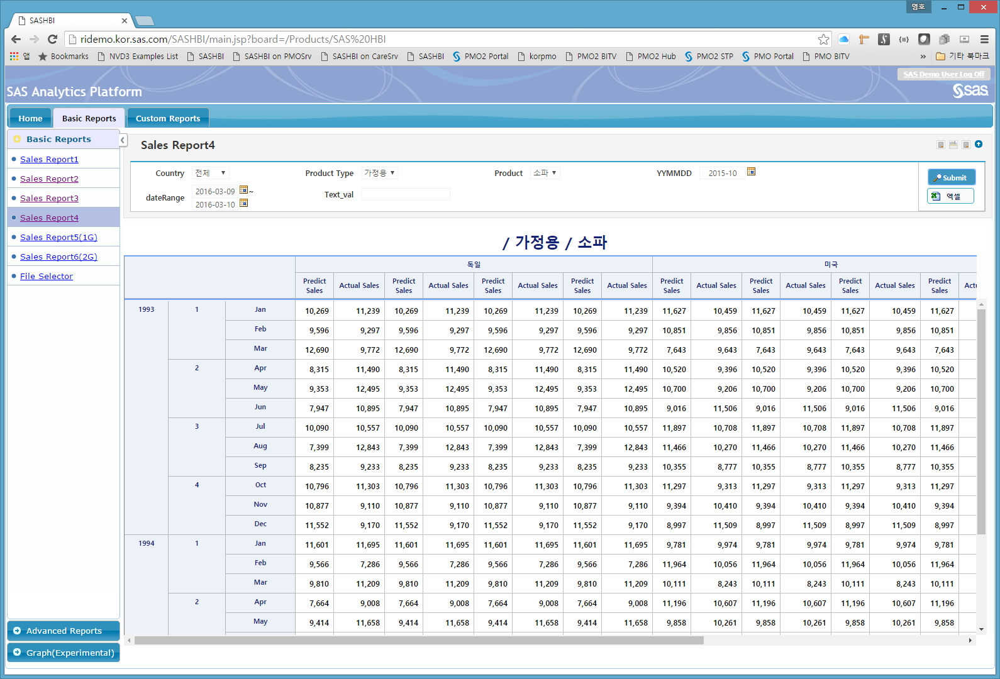 영호
SASHBI
ridemo.kor.sas.com/SASHBI/main.jsp?board=/Products/SAS%20HBI
앱 Bookmarks NVD3 Examples List SASHBI SASHBI on PMOSrv SASHBI on CareSrv SASHBI PMO2 Portal korpmo PMO2 BITV PMO2 Hub PMO2 STP PMO Portal PMO BITV » 기타 북마크
SAS Demo User Log Off
SAS Analytics Platform
sas
Home Basic Reports Custom Reports
Basic Reports
Sales Report1
Sales Report2
Sales Report3
Sales Report4
Sales Report5(1G)
Sales Report6(2G)
File Selector
Advanced Reports
Graph(Experimental)
Sales Report4
Country 전체 Product Type 가정용 Product 소파 YYMMDD 2015-10
dateRange 2016-03-09 ~ 2016-03-10 Text_val
Submit
엑셀
/ 가정용 / 소파
독일 미국
Predict Sales Actual Sales Predict Sales Actual Sales Predict Sales Actual Sales Predict Sales Actual Sales Predict Sales Actual Sales Predict Sales Actual Sales Predict Sales Actual Sales Predict Sales Actu
1993 1 Jan 10,269 11,239 10,269 11,239 10,269 11,239 10,269 11,239 11,627 10,459 11,627 10,459 11,627 10,459 11,627
Feb 9,596 9,297 9,596 9,297 9,596 9,297 9,596 9,297 10,851 9,856 10,851 9,856 10,851 9,856 10,851
Mar 12,690 9,772 12,690 9,772 12,690 9,772 12,690 9,772 7,643 9,643 7,643 9,643 7,643 9,643 7,643
2 Apr 8,315 11,490 8,315 11,490 8,315 11,490 8,315 11,490 10,520 9,396 10,520 9,396 10,520 9,396 10,520
May 9,353 12,495 9,353 12,495 9,353 12,495 9,353 12,495 10,700 9,206 10,700 9,206 10,700 9,206 10,700
Jun 7,947 10,895 7,947 10,895 7,947 10,895 7,947 10,895 9,016 11,506 9,016 11,506 9,016 11,506 9,016
3 Jul 10,090 10,557 10,090 10,557 10,090 10,557 10,090 10,557 11,897 10,708 11,897 10,708 11,897 10,708 11,897
Aug 7,399 12,843 7,399 12,843 7,399 12,843 7,399 12,843 11,466 10,270 11,466 10,270 11,466 10,270 11,466
Sep 8,235 9,233 8,235 9,233 8,235 9,233 8,235 9,233 10,355 8,777 10,355 8,777 10,355 8,777 10,355
4 Oct 10,796 11,303 10,796 11,303 10,796 11,303 10,796 11,303 11,297 9,313 11,297 9,313 11,297 9,313 11,297
Nov 10,877 9,110 10,877 9,110 10,877 9,110 10,877 9,110 9,394 10,410 9,394 10,410 9,394 10,410 9,394
Dec 11,552 9,170 11,552 9,170 11,552 9,170 11,552 9,170 8,997 11,509 8,997 11,509 8,997 11,509 8,997
1994 1 Jan 11,601 11,695 11,601 11,695 11,601 11,695 11,601 11,695 9,781 9,974 9,781 9,974 9,781 9,974 9,781
Feb 9,566 7,286 9,566 7,286 9,566 7,286 9,566 7,286 11,964 10,056 11,964 10,056 11,964 10,056 11,964
Mar 9,810 11,209 9,810 11,209 9,810 11,209 9,810 11,209 10,111 8,243 10,111 8,243 10,111 8,243 10,111
2 Apr 7,664 9,008 7,664 9,008 7,664 9,008 7,664 9,008 11,196 10,607 11,196 10,607 11,196 10,607 11,196
May 9,414 11,658 9,414 11,658 9,414 11,658 9,414 11,658 9,858 10,261 9,858 10,261 9,858 10,261 9,858